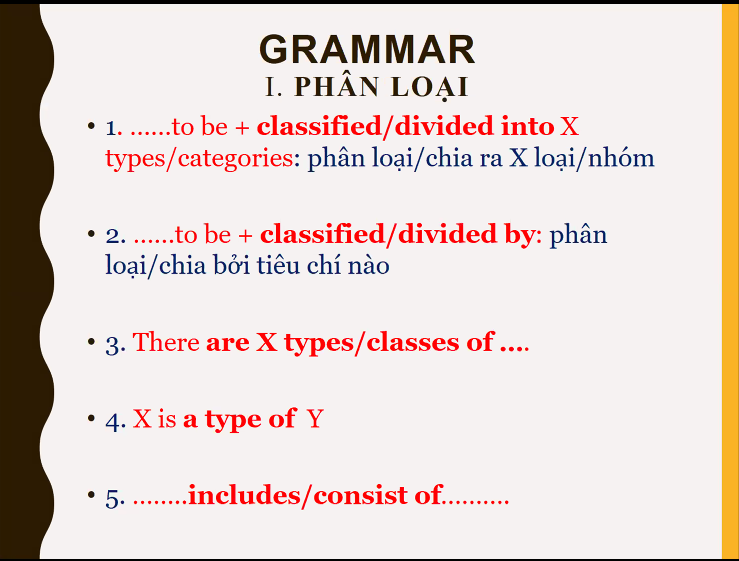 GRAMMAR
I. PHÂN LOẠI
• 1. ......to be + classified/divided into X
types/categories: phân loại/chia ra X loại/nhóm
• 2. ......to be + classified/divided by: phân
loại/chia bởi tiêu chí nào
• 3. There are X types/classes of ....
• 4. X is a type of Y
• 5. ........includes/consist of..........